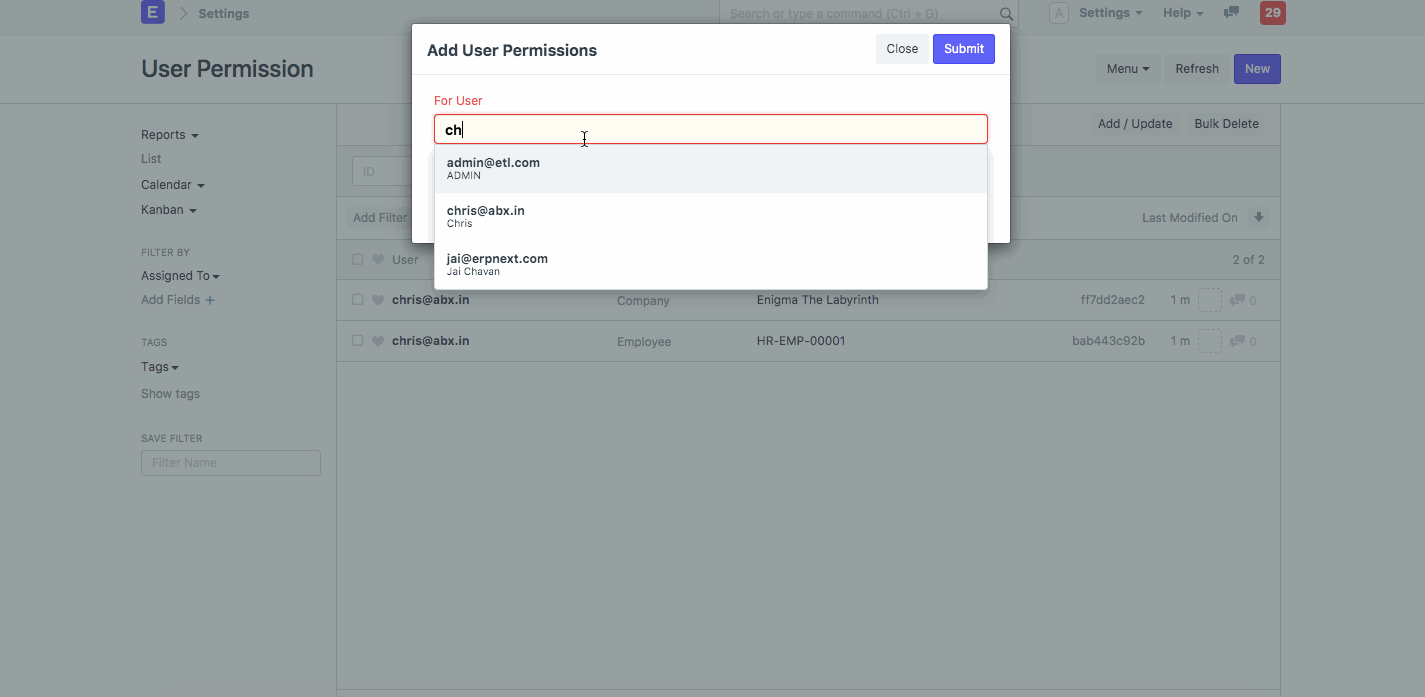 E Settings Search or type a command (Ctrl + G) A Settings Help 29
User Permission
Menu Refresh New
Add User Permissions Close Submit
For User
ch
admin@etl.com
ADMIN
chris@abx.in
Chris
jai@erpnext.com
Jai Chavan
Reports
List
Calendar
Kanban
FILTER BY
Assigned To
Add Fields +
TAGS
Tags
Show tags
SAVE FILTER
Filter Name
Add / Update Bulk Delete
ID
Add Filter Last Modified On
User 2 of 2
chris@abx.in Company Enigma The Labyrinth ff7dd2aec2 1 m 0
chris@abx.in Employee HR-EMP-00001 bab443c92b 1 m 0